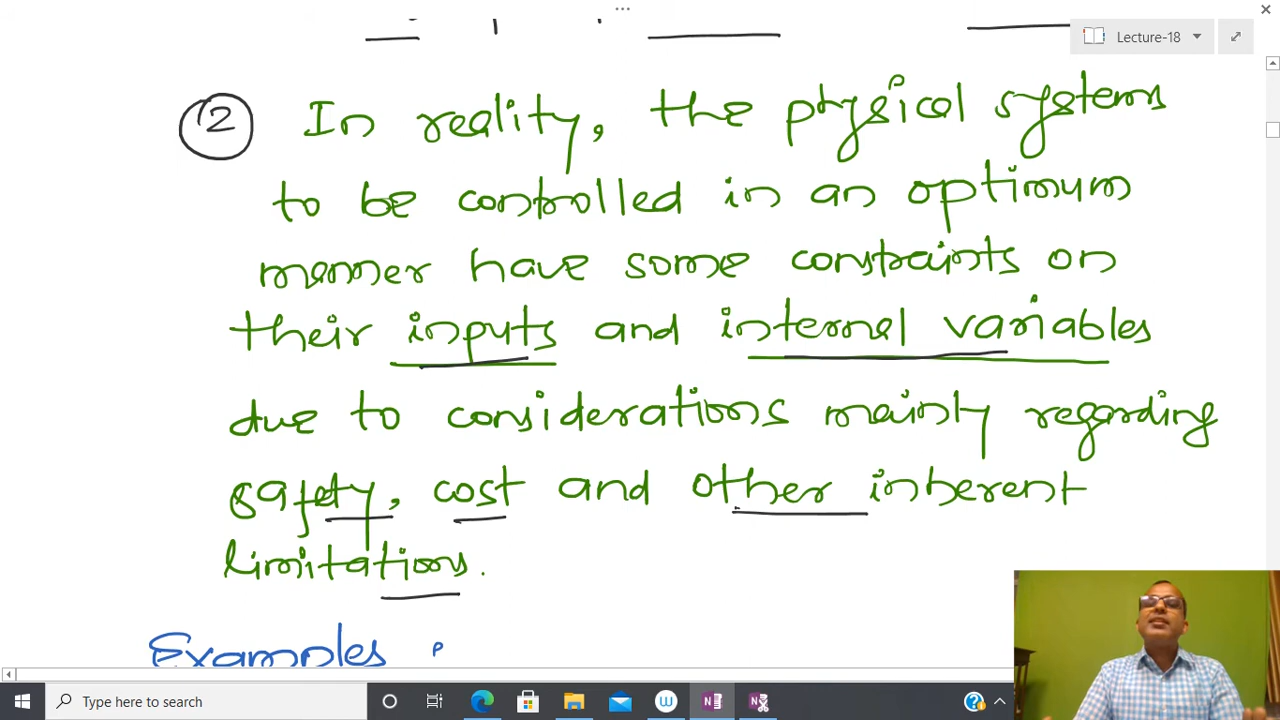 Lecture-18
2 In reality, the physical systems
to be controlled in an optimum
manner have some constraints on
their inputs and internal variables
due to considerations mainly regarding
safety, cost and other inherent
limitations.
Examples
Type here to search